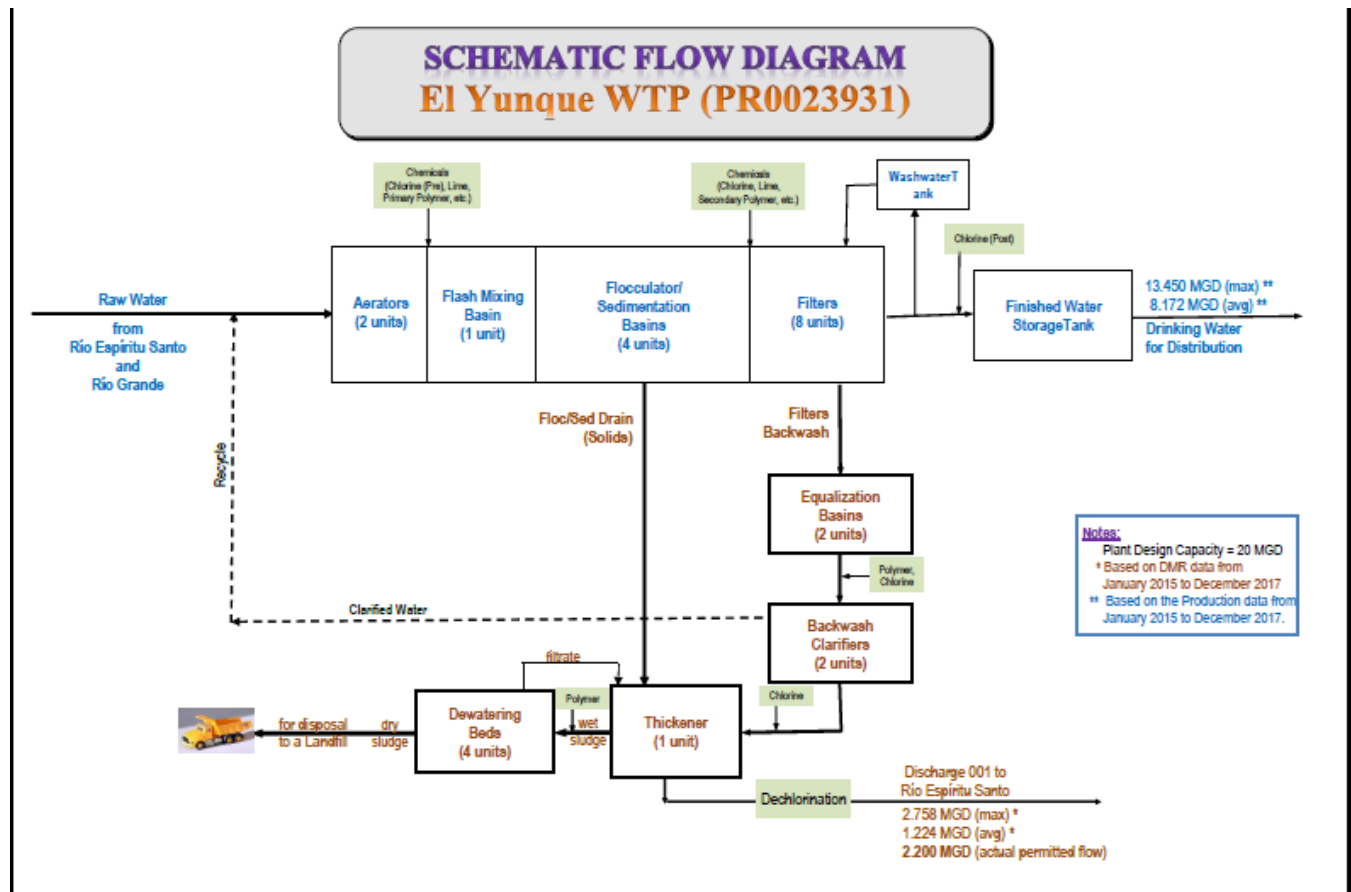 SCHEMATIC FLOW DIAGRAM
El Yunque WTP (PR0023931)
Chemicals
(Chlorine (Pre), Lime,
Primary Polymer, etc.)
Chemicals
(Chlorine, Lime,
Secondary Polymer, etc.)
WashwaterT
ank
Chlorine (Post)
Raw Water
from
Río Espíritu Santo
and
Río Grande
Aerators
(2 units)
Flash Mixing
Basin
(1 unit)
Flocculator/
Sedimentation
Basins
(4 units)
Filters
(8 units)
Finished Water
StorageTank
13.450 MGD (max) **
8.172 MGD (avg) **
Drinking Water
for Distribution
Recycle
Floc/Sed Drain
(Solids)
Filters
Backwash
Equalization
Basins
(2 units)
Polymer,
Chlorine
Clarified Water
Backwash
Clarifiers
(2 units)
Notes:
Plant Design Capacity = 20 MGD
* Based on DMR data from
January 2015 to December 2017
** Based on the Production data from
January 2015 to December 2017.
filtrate
Polymer
Chlorine
for disposal
to a Landfill
dry
sludge
Dewatering
Beds
(4 units)
wet
sludge
Thickener
(1 unit)
Dechlorination
Discharge 001 to
Río Espíritu Santo
2.758 MGD (max) *
1.224 MGD (avg) *
2.200 MGD (actual permitted flow)